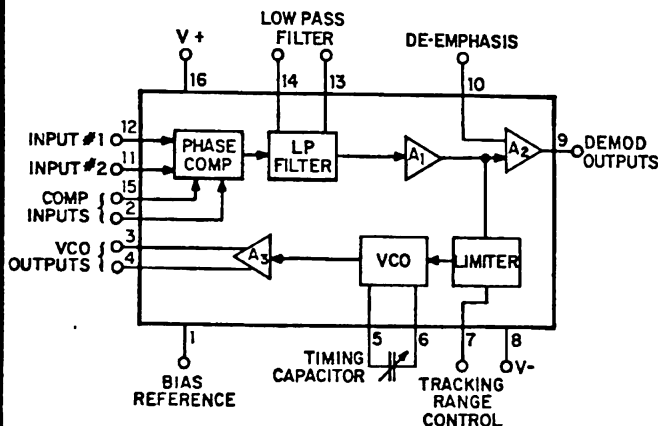 LOW PASS
FILTER
V +
DE-EMPHASIS
16
14
13
10
INPUT #1
12
INPUT #2
11
COMP
INPUTS
15
2
VCO
OUTPUTS
3
4
PHASE
COMP
LP
FILTER
A1
A2
9
DEMOD
OUTPUTS
A3
VCO
LIMITER
1
5
6
7
8
V-
BIAS
REFERENCE
TIMING
CAPACITOR
TRACKING
RANGE
CONTROL